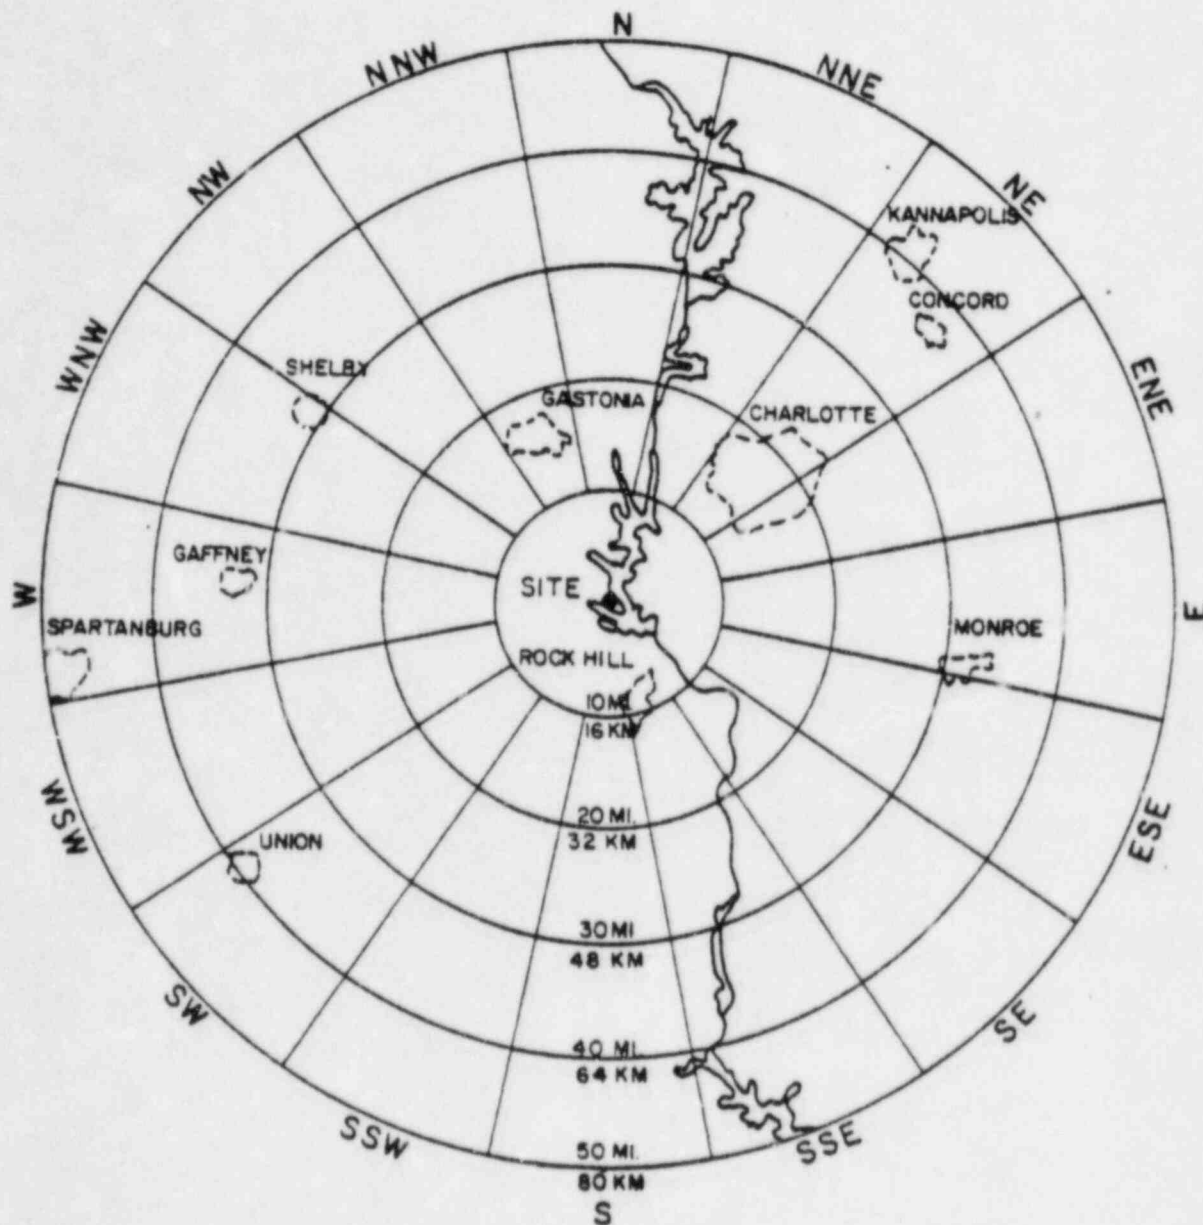 N
NNW
NNE
NW
NE
KANNAPOLIS
CONCORD
WNW
SHELBY
ENE
GASTONIA
CHARLOTTE
GAFFNEY
W
SITE
E
SPARTANBURG
MONROE
ROCK HILL
10 MI.
16 KM
WSW
20 MI.
32 KM
ESE
UNION
30 MI
48 KM
SW
SE
40 MI.
64 KM
SSW
SSE
50 MI.
80 KM
S